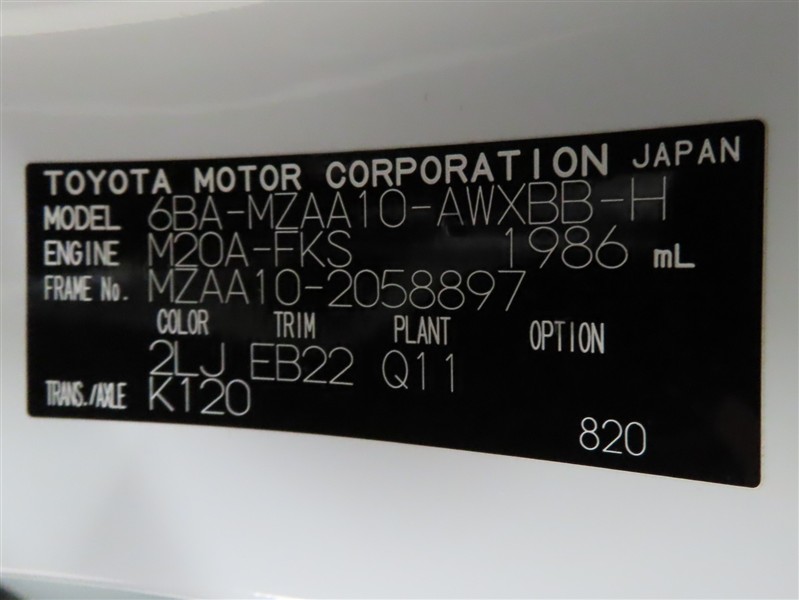 TOYOTA MOTOR CORPORATION JAPAN
MODEL 6BA-MZAA10-AWXBB-H
ENGINE M20A-FKS 1986 mL
FRAME No. MZAA10-2058897
COLOR TRIM PLANT OPTION
2LJ EB22 Q11
TRANS./AXLE K120
820